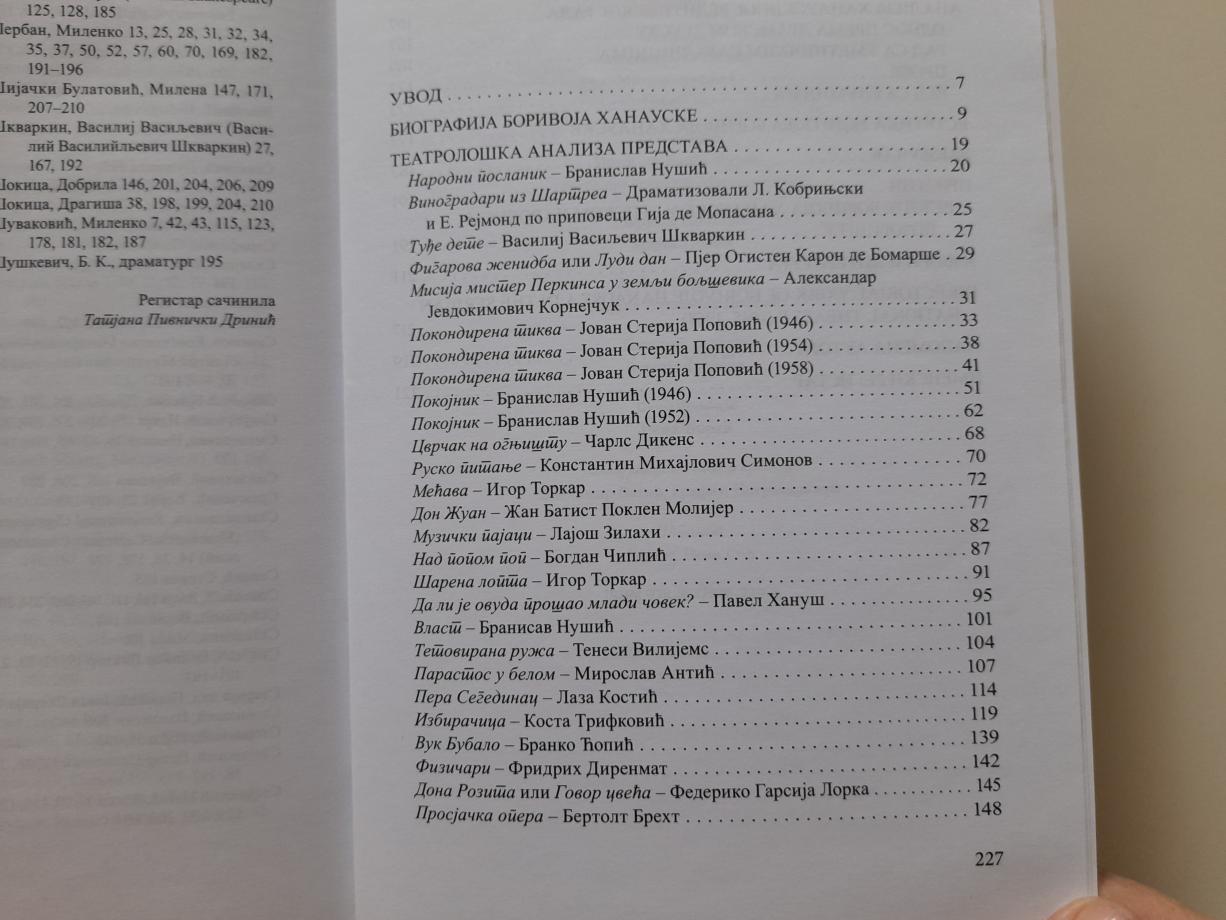 125, 128, 185
Миленко 13, 25, 28, 31, 32, 34,
35, 37, 50, 52, 57, 60, 70, 169, 182,
191–196
Булатовић, Милена 147, 171,
207–210
Василиј Васиљевич (Васи-
лий Василийльевич Шкваркин) 27,
167, 192
Добрила 146, 201, 204, 206, 209
Драгиша 38, 198, 199, 204, 210
Миленко 7, 42, 43, 115, 123,
178, 181, 182, 187
Б. К., драматург 195
Регистар сачинила
Татјана Пивнички Дринић
УВОД . . . 7
БИОГРАФИЈА БОРИВОЈА ХАНАУСКЕ . . . 9
ТЕАТРОЛОШКА АНАЛИЗА ПРЕДСТАВА . . . 19
Народни посланик – Бранислав Нушић . . . 20
Виноградари из Шартреа – Драматизовали Л. Кобрињски
и Е. Рејмонд по приповеци Гија де Мопасана . . . 25
Туђе дете – Василиј Васиљевич Шкваркин . . . 27
Фигарова женидба или Луди дан – Пјер Огистен Карон де Бомарше . 29
Мисија мистер Перкинса у земљи бољшевика – Александар
Јевдокимович Корнејчук . . . 31
Покондирена тиква – Јован Стерија Поповић (1946) . . . 33
Покондирена тиква – Јован Стерија Поповић (1954) . . . 38
Покондирена тиква – Јован Стерија Поповић (1958) . . . 41
Покојник – Бранислав Нушић (1946) . . . 51
Покојник – Бранислав Нушић (1952) . . . 62
Цврчак на огњишту – Чарлс Дикенс . . . 68
Руско питање – Константин Михајлович Симонов . . . 70
Мећава – Игор Торкар . . . 72
Дон Жуан – Жан Батист Поклен Молијер . . . 77
Музички пајаци – Лајош Зилахи . . . 82
Над попом поп – Богдан Чиплић . . . 87
Шарена лопта – Игор Торкар . . . 91
Да ли је овуда прошао млади човек? – Павел Хануш . . . 95
Власт – Бранисав Нушић . . . 101
Тетовирана ружа – Тенеси Вилијемс . . . 104
Парастос у белом – Мирослав Антић . . . 107
Пера Сегединац – Лаза Костић . . . 114
Избирачица – Коста Трифковић . . . 119
Вук Бубало – Бранко Ћопић . . . 139
Физичари – Фридрих Диренмат . . . 142
Дона Розита или Говор цвећа – Федерико Гарсија Лорка . . . 145
Просјачка опера – Бертолт Брехт . . . 148
227